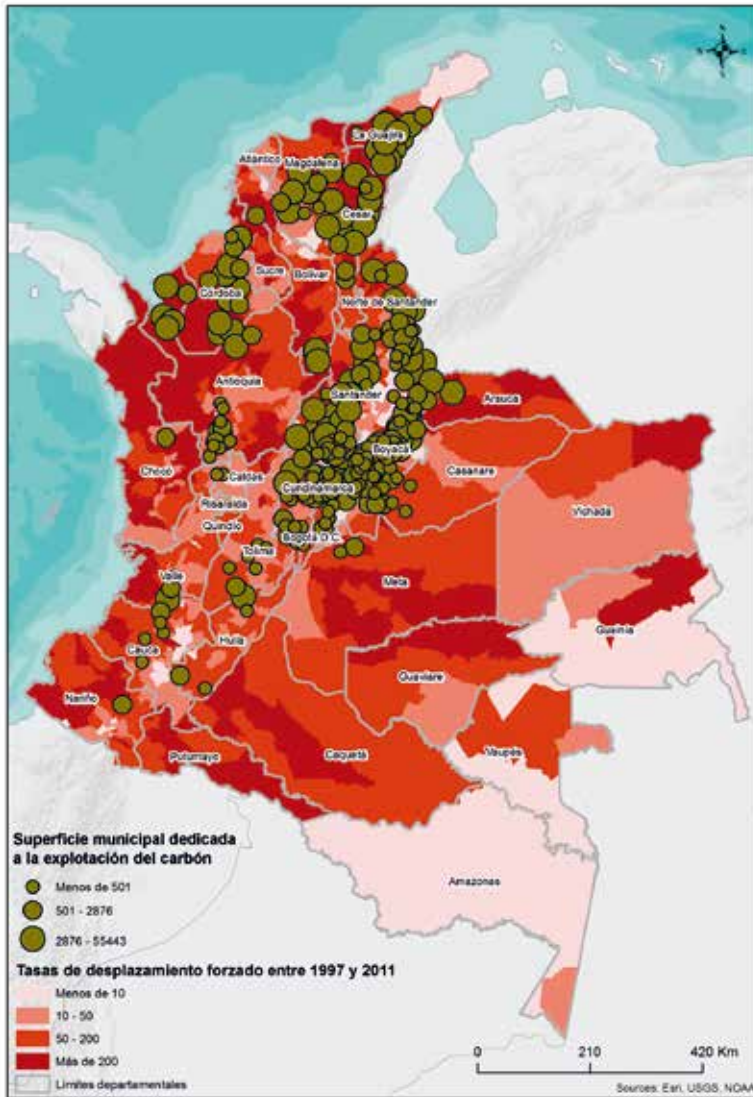 La Guajira
Atlántico
Magdalena
Cesar
Sucre
Bolívar
Córdoba
Norte de Santander
Antioquia
Santander
Arauca
Boyacá
Chocó
Caldas
Casanare
Cundinamarca
Risaralda
Vichada
Quindío
Bogotá D.C.
Tolima
Valle
Meta
Guainía
Huila
Cauca
Guaviare
Nariño
Vaupés
Caquetá
Putumayo
Amazonas
Superficie municipal dedicada
a la explotación del carbón
Menos de 501
501 - 2876
2876 - 55443
Tasas de desplazamiento forzado entre 1997 y 2011
Menos de 10
10 - 50
50 - 200
Más de 200
Límites departamentales
0 210 420 Km
Sources: Esri, USGS, NOAA